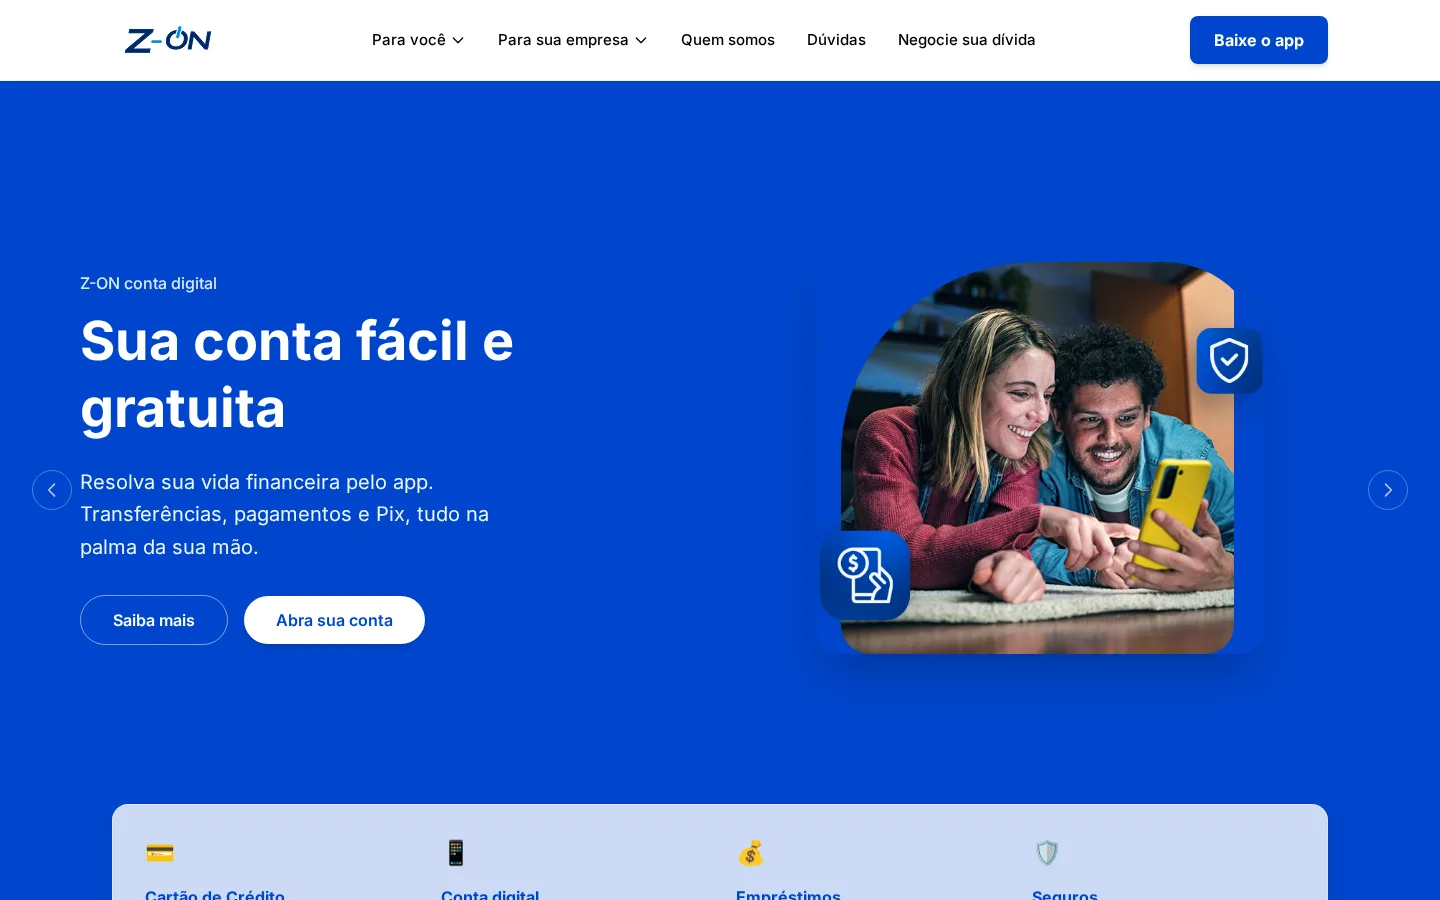 Z-ON
Para você
Para sua empresa
Quem somos
Dúvidas
Negocie sua dívida
Baixe o app
Z-ON conta digital
Sua conta fácil e
gratuita
Resolva sua vida financeira pelo app.
Transferências, pagamentos e Pix, tudo na
palma da sua mão.
Saiba mais
Abra sua conta
Cartão de Crédito
Conta digital
Empréstimos
Seguros